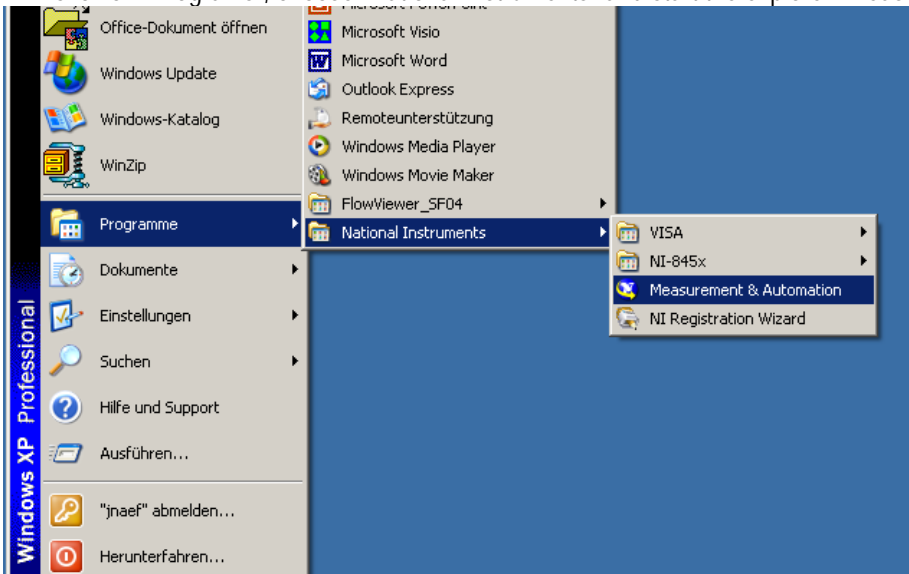 Office-Dokument öffnen
Windows Update
Windows-Katalog
WinZip
Programme
Dokumente
Einstellungen
Suchen
Hilfe und Support
Ausführen...
"jnaef" abmelden...
Herunterfahren...
Windows XP Professional
Microsoft Visio
Microsoft Word
Outlook Express
Remoteunterstützung
Windows Media Player
Windows Movie Maker
FlowViewer_SF04
National Instruments
VISA
NI-845x
Measurement & Automation
NI Registration Wizard